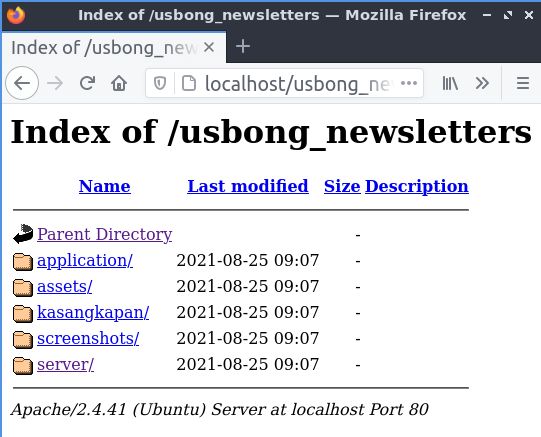 Index of /usbong_newsletters — Mozilla Firefox
Index of /usbong_new
localhost/usbong_ne
Index of /usbong_newsletters
Name Last modified Size Description
Parent Directory -
application/ 2021-08-25 09:07 -
assets/ 2021-08-25 09:07 -
kasangkapan/ 2021-08-25 09:07 -
screenshots/ 2021-08-25 09:07 -
server/ 2021-08-25 09:07 -
Apache/2.4.41 (Ubuntu) Server at localhost Port 80